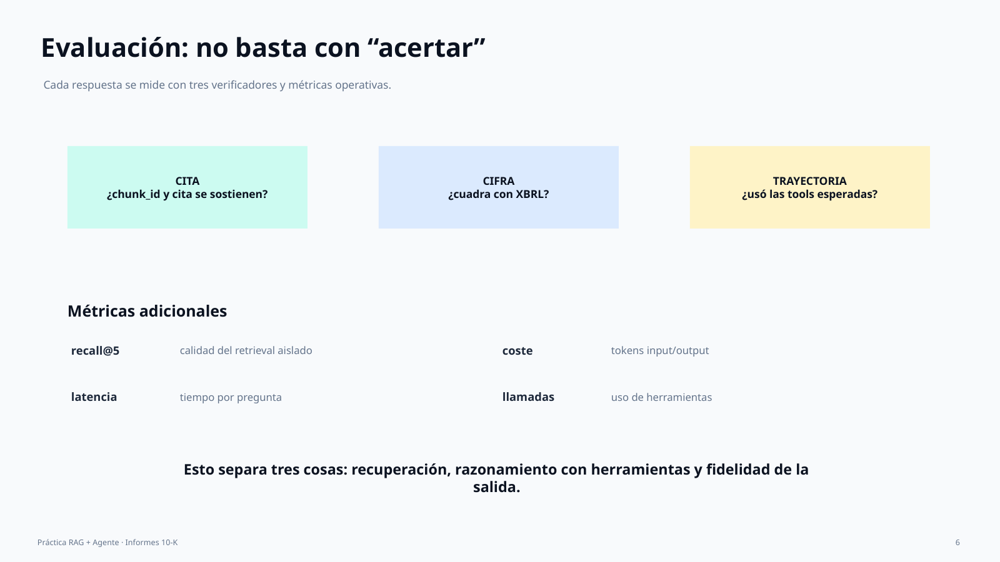 Evaluación: no basta con “acertar”
Cada respuesta se mide con tres verificadores y métricas operativas.
CITA
¿chunk_id y cita se sostienen?
CIFRA
¿cuadra con XBRL?
TRAYECTORIA
¿usó las tools esperadas?
Métricas adicionales
recall@5 calidad del retrieval aislado
coste tokens input/output
latencia tiempo por pregunta
llamadas uso de herramientas
Esto separa tres cosas: recuperación, razonamiento con herramientas y fidelidad de la
salida.
Práctica RAG + Agente · Informes 10-K
6